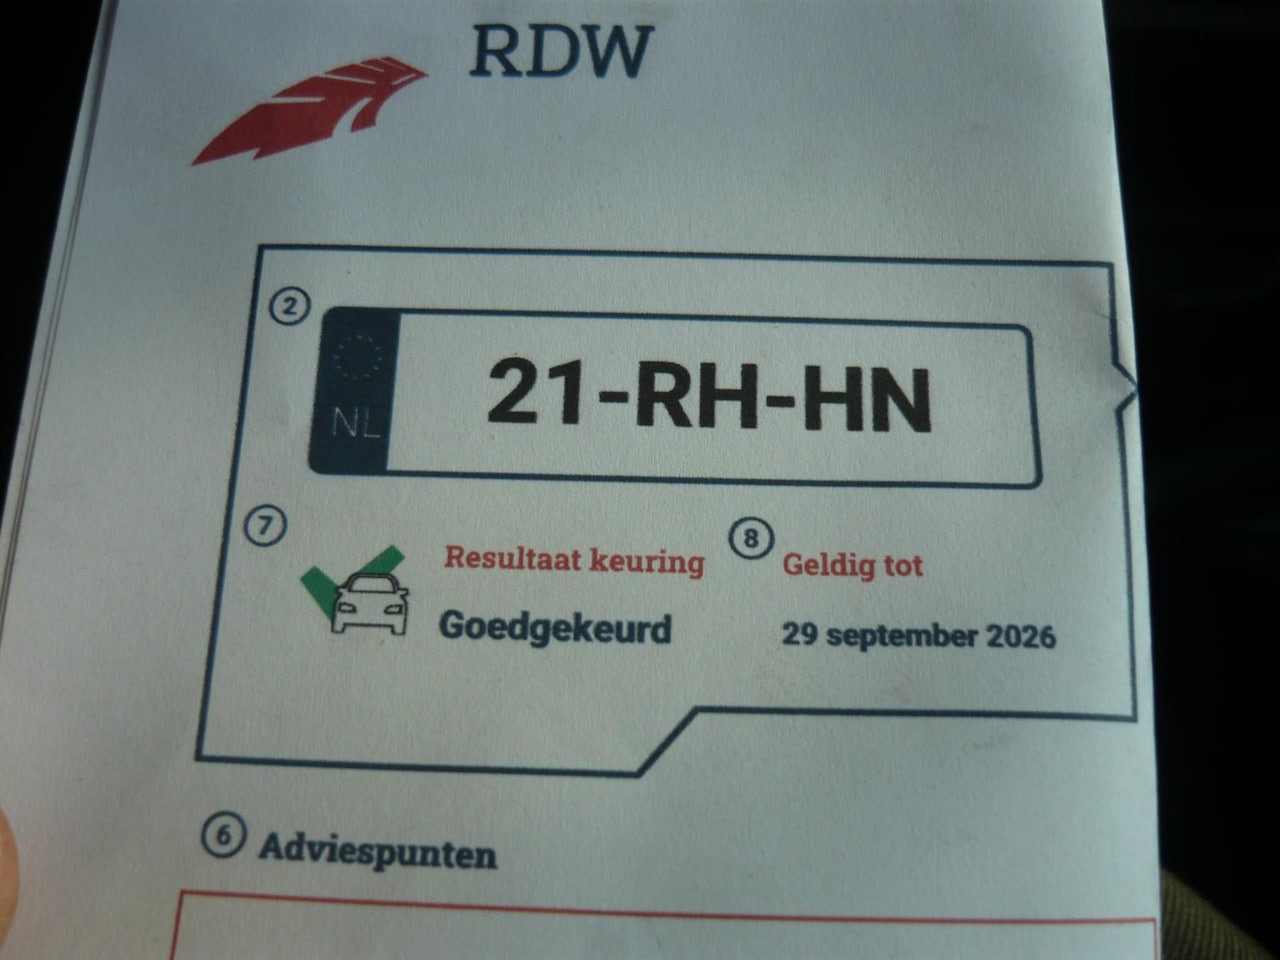 RDW
2
NL
21-RH-HN
7
Resultaat keuring
8
Geldig tot
Goedgekeurd
29 september 2026
6
Adviespunten